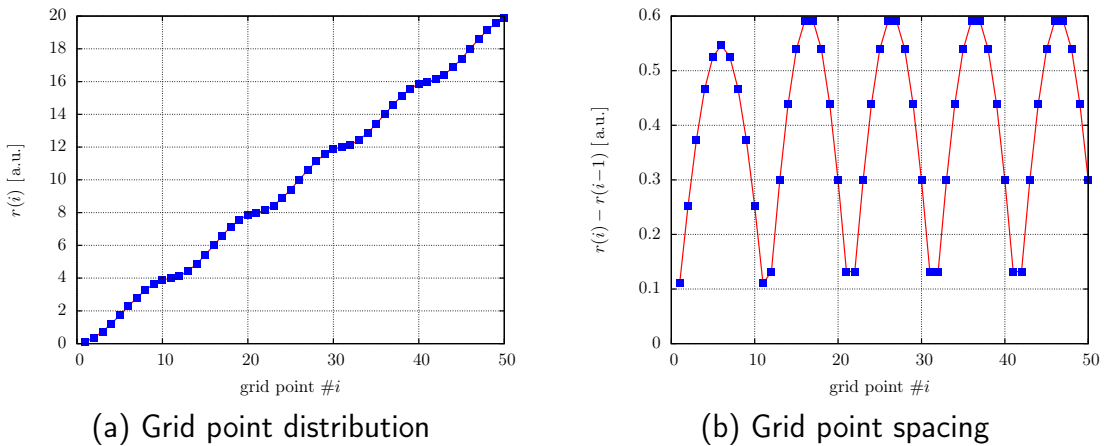 20
18
16
14
12
10
8
6
4
2
0
r(i) [a.u.]
0 10 20 30 40 50
grid point #i
(a) Grid point distribution
0.6
0.5
0.4
0.3
0.2
0.1
0
r(i) − r(i−1) [a.u.]
0 10 20 30 40 50
grid point #i
(b) Grid point spacing